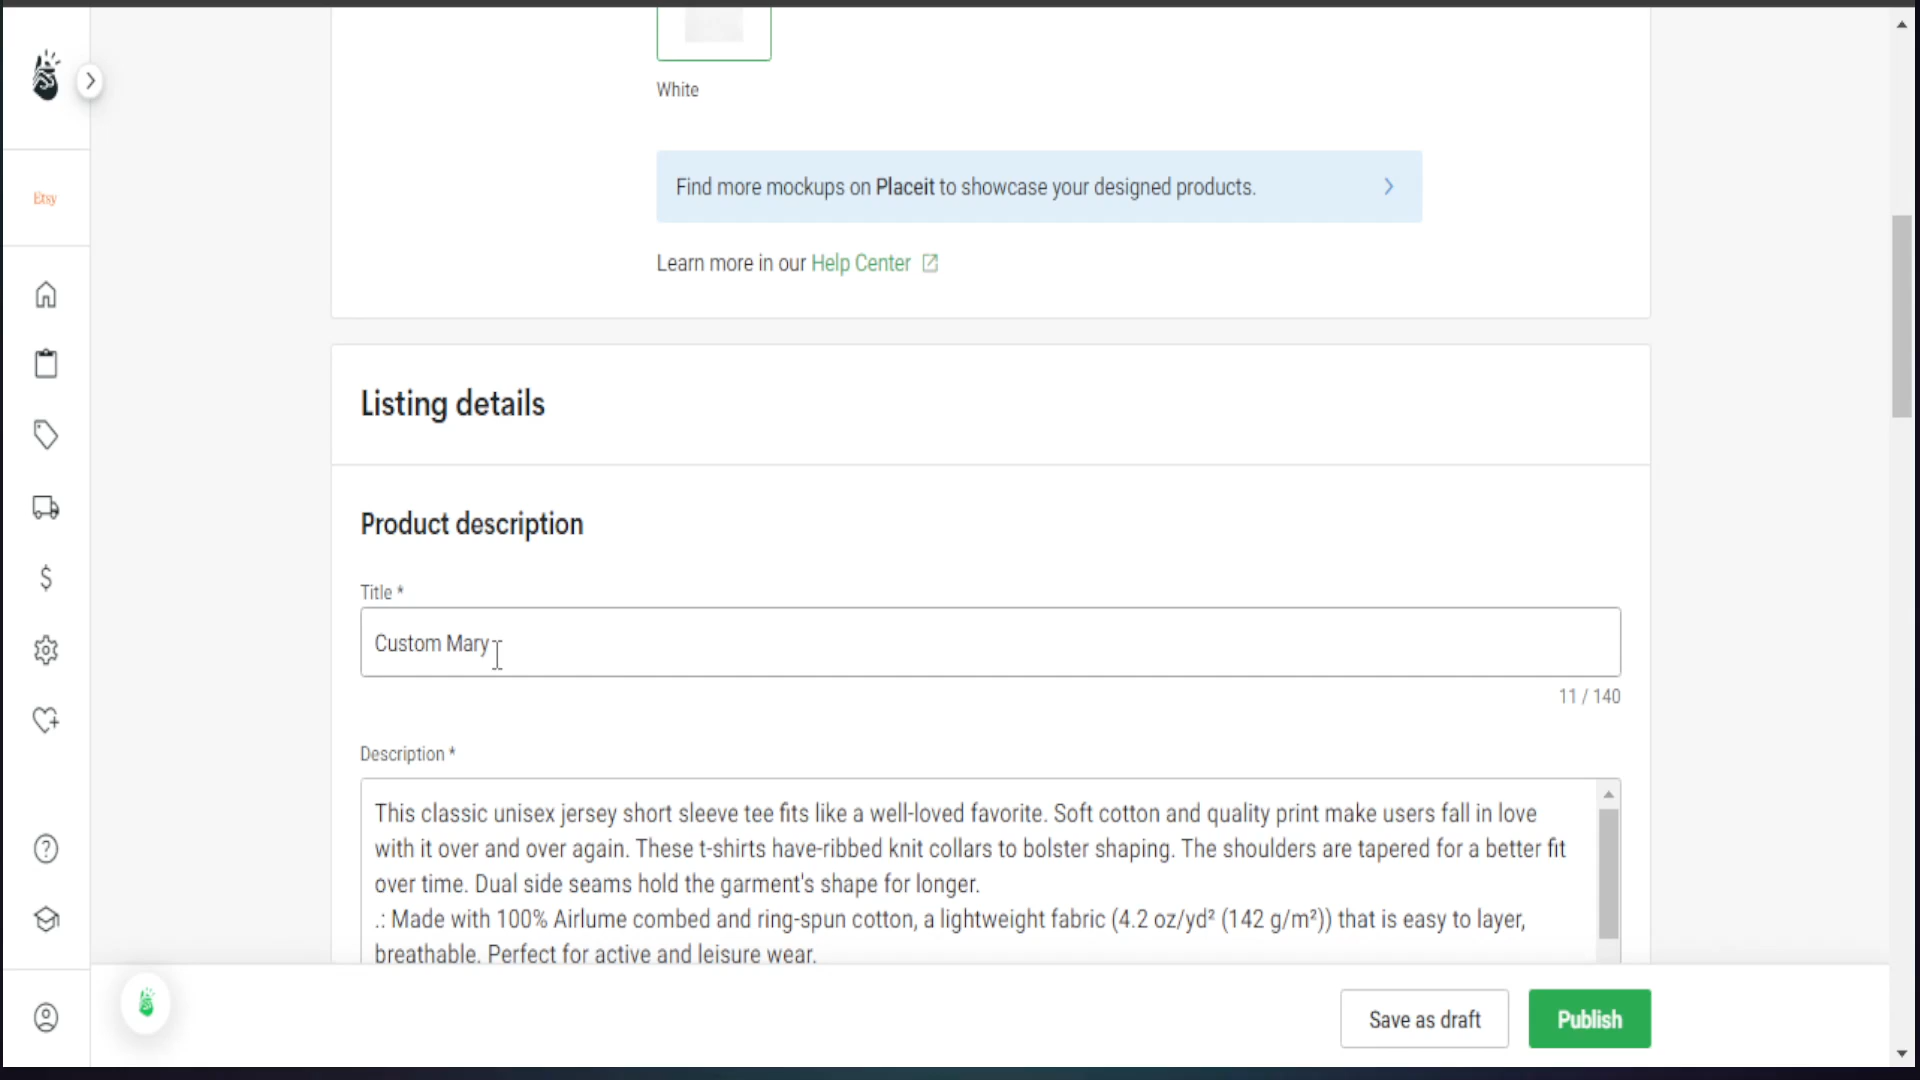 White
Find more mockups on Placeit to showcase your designed products.
Learn more in our Help Center
Etsy
Listing details
Product description
Title *
Custom Mary
11 / 140
Description *
This classic unisex jersey short sleeve tee fits like a well-loved favorite. Soft cotton and quality print make users fall in love
with it over and over again. These t-shirts have-ribbed knit collars to bolster shaping. The shoulders are tapered for a better fit
over time. Dual side seams hold the garment's shape for longer.
.: Made with 100% Airlume combed and ring-spun cotton, a lightweight fabric (4.2 oz/yd² (142 g/m²)) that is easy to layer,
breathable. Perfect for active and leisure wear.
Save as draft
Publish